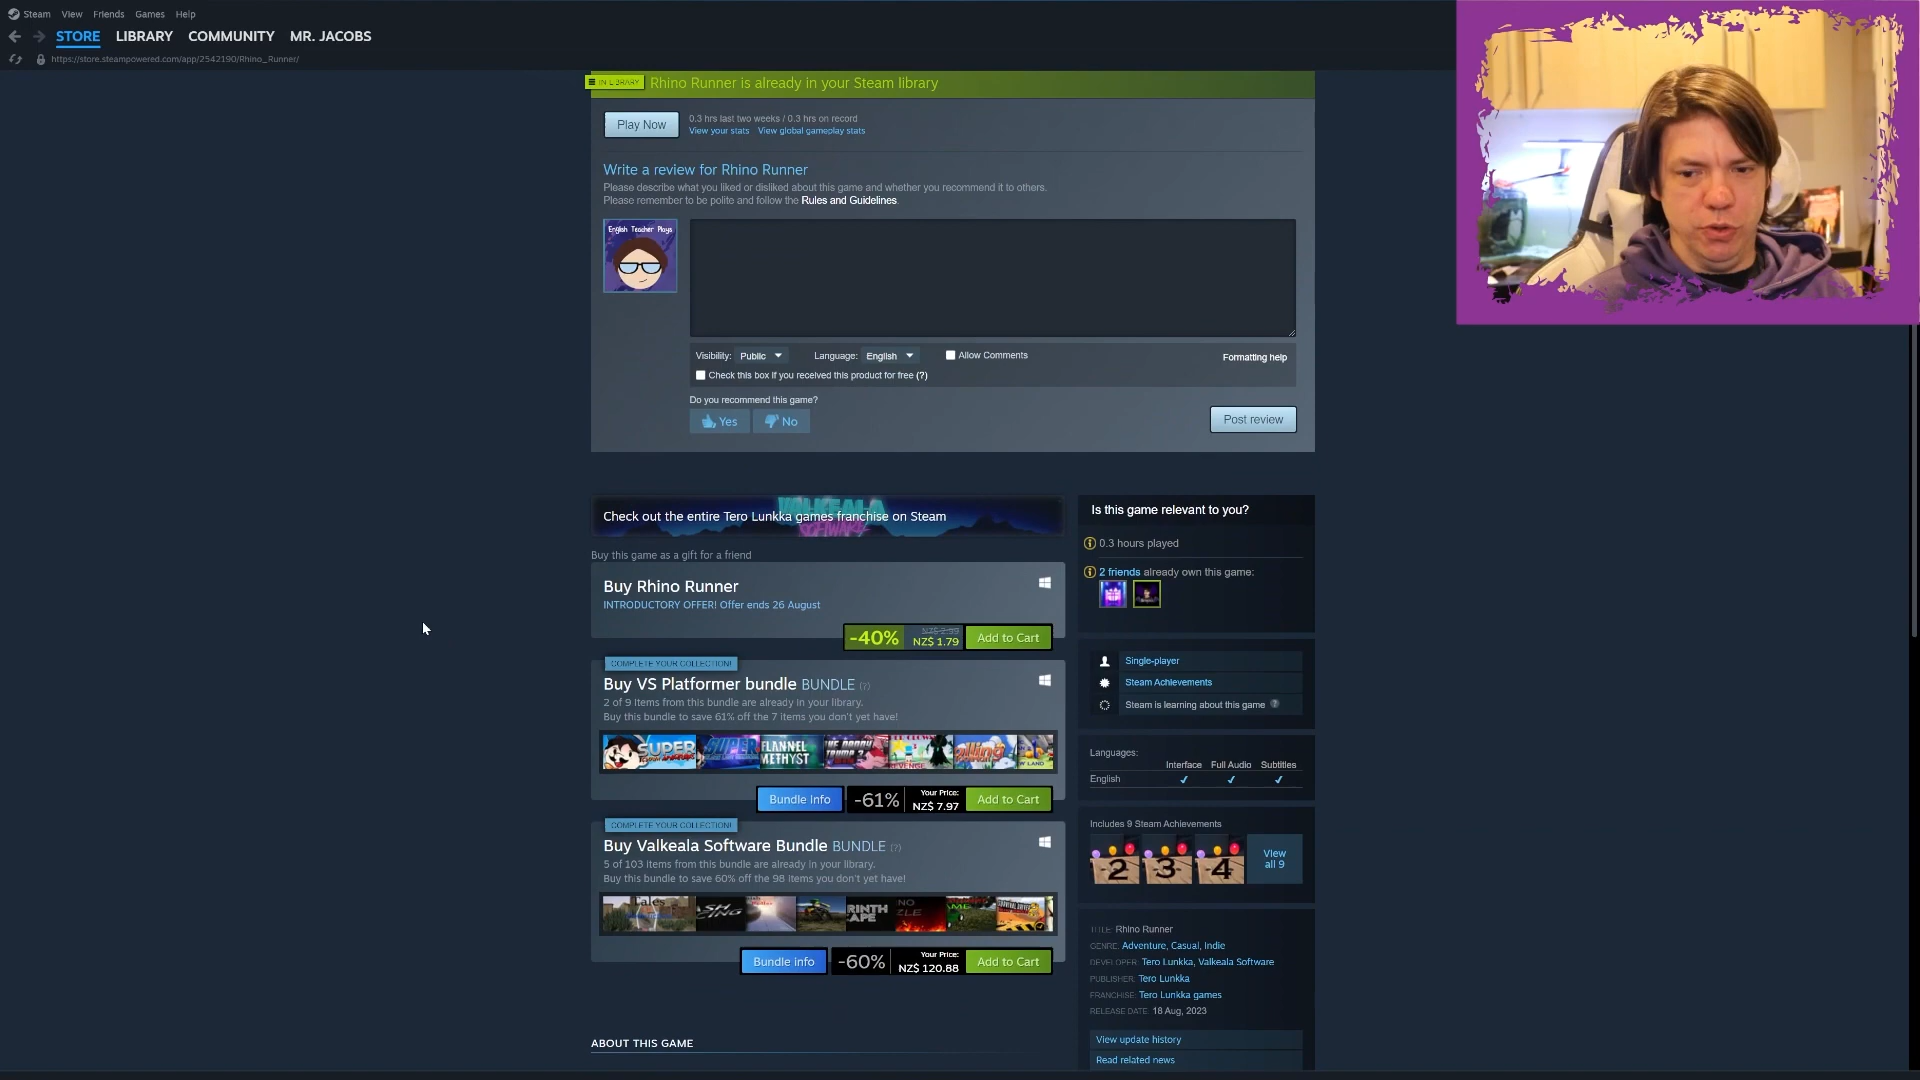 Steam View Friends Games Help
STORE LIBRARY COMMUNITY MR. JACOBS
https://store.steampowered.com/app/2542190/Rhino_Runner/
IN LIBRARY Rhino Runner is already in your Steam library
Play Now
0.3 hrs last two weeks / 0.3 hrs on record
View your stats View global gameplay stats
Write a review for Rhino Runner
Please describe what you liked or disliked about this game and whether you recommend it to others.
Please remember to be polite and follow the Rules and Guidelines.
English Teacher Plays
Visibility: Public Language: English Allow Comments Formatting help
Check this box if you received this product for free (?)
Do you recommend this game?
Yes No Post review
Check out the entire Tero Lunkka games franchise on Steam
Buy this game as a gift for a friend
Buy Rhino Runner
INTRODUCTORY OFFER! Offer ends 26 August
-40% NZ$ 2.99 NZ$ 1.79 Add to Cart
COMPLETE YOUR COLLECTION!
Buy VS Platformer bundle BUNDLE (?)
2 of 9 items from this bundle are already in your library.
Buy this bundle to save 61% off the 7 items you don't yet have!
SUPER SUPER FLANNEL METHYST
Bundle info -61% Your Price: NZ$ 7.97 Add to Cart
COMPLETE YOUR COLLECTION!
Buy Valkeala Software Bundle BUNDLE (?)
5 of 103 items from this bundle are already in your library.
Buy this bundle to save 60% off the 98 items you don't yet have!
Tales
Bundle info -60% Your Price: NZ$ 120.88 Add to Cart
ABOUT THIS GAME
Is this game relevant to you?
0.3 hours played
2 friends already own this game:
Single-player
Steam Achievements
Steam is learning about this game ?
Languages:
Interface Full Audio Subtitles
English ✔ ✔ ✔
Includes 9 Steam Achievements
2 3 4 View all 9
TITLE: Rhino Runner
GENRE: Adventure, Casual, Indie
DEVELOPER: Tero Lunkka, Valkeala Software
PUBLISHER: Tero Lunkka
FRANCHISE: Tero Lunkka games
RELEASE DATE: 18 Aug, 2023
View update history
Read related news